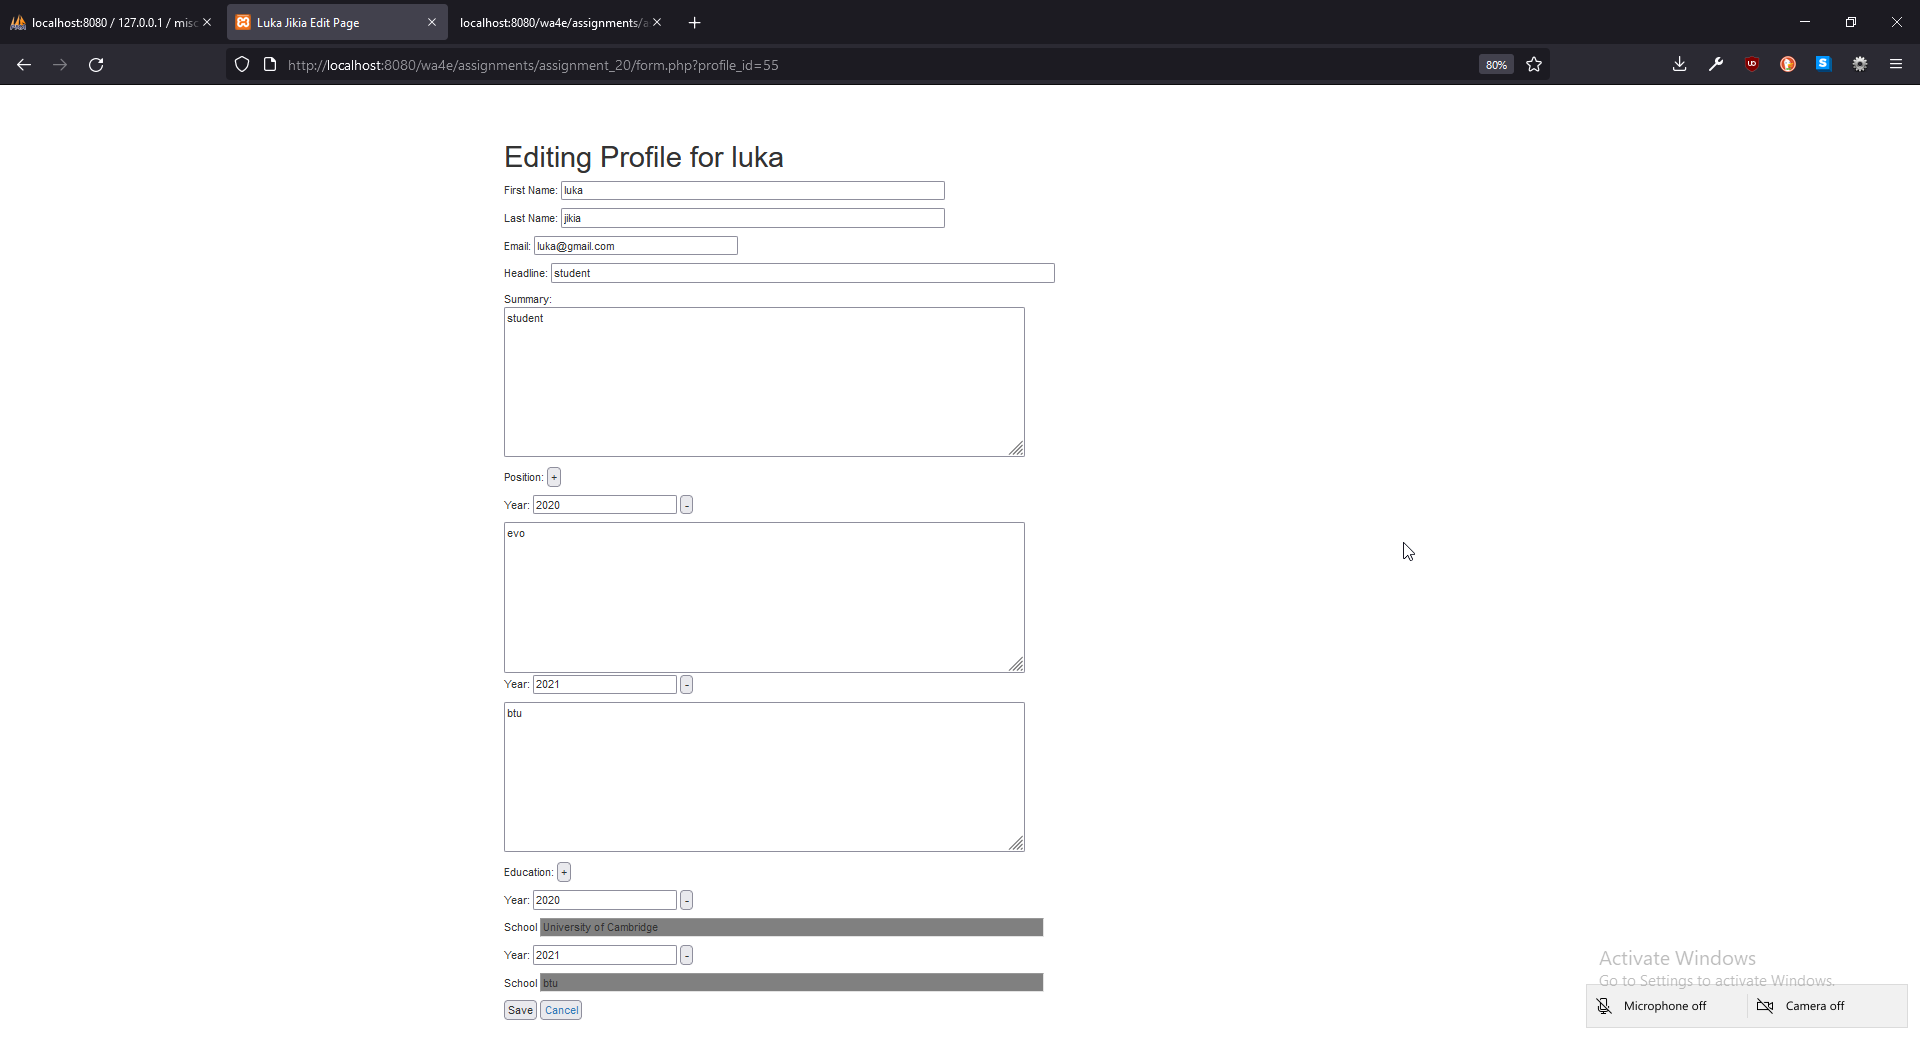 localhost:8080 / 127.0.0.1 / misc
Luka Jikia Edit Page
localhost:8080/wa4e/assignments/a
http://localhost:8080/wa4e/assignments/assignment_20/form.php?profile_id=55
80%
Editing Profile for luka
First Name: luka
Last Name: jikia
Email: luka@gmail.com
Headline: student
Summary:
student
Position: +
Year: 2020 -
evo
Year: 2021 -
btu
Education: +
Year: 2020 -
School University of Cambridge
Year: 2021 -
School btu
Save Cancel
Activate Windows
Go to Settings to activate Windows.
Microphone off Camera off